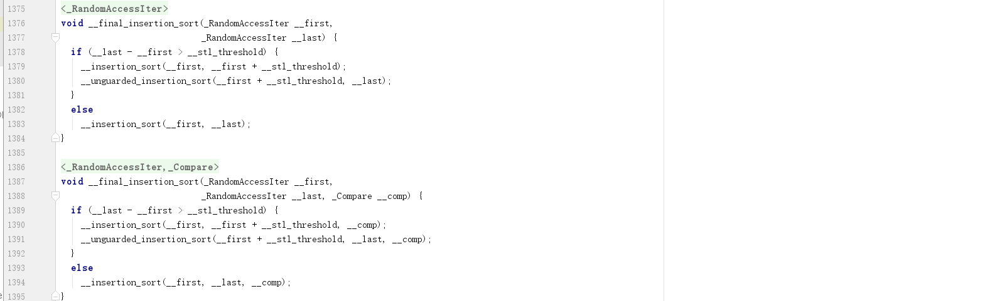 1375 <_RandomAccessIter>
1376 void __final_insertion_sort(_RandomAccessIter __first,
1377                             _RandomAccessIter __last) {
1378   if (__last - __first > __stl_threshold) {
1379     __insertion_sort(__first, __first + __stl_threshold);
1380     __unguarded_insertion_sort(__first + __stl_threshold, __last);
1381   }
1382   else
1383     __insertion_sort(__first, __last);
1384 }
1385
1386 <_RandomAccessIter,_Compare>
1387 void __final_insertion_sort(_RandomAccessIter __first,
1388                             _RandomAccessIter __last, _Compare __comp) {
1389   if (__last - __first > __stl_threshold) {
1390     __insertion_sort(__first, __first + __stl_threshold, __comp);
1391     __unguarded_insertion_sort(__first + __stl_threshold, __last, __comp);
1392   }
1393   else
1394     __insertion_sort(__first, __last, __comp);
1395 }